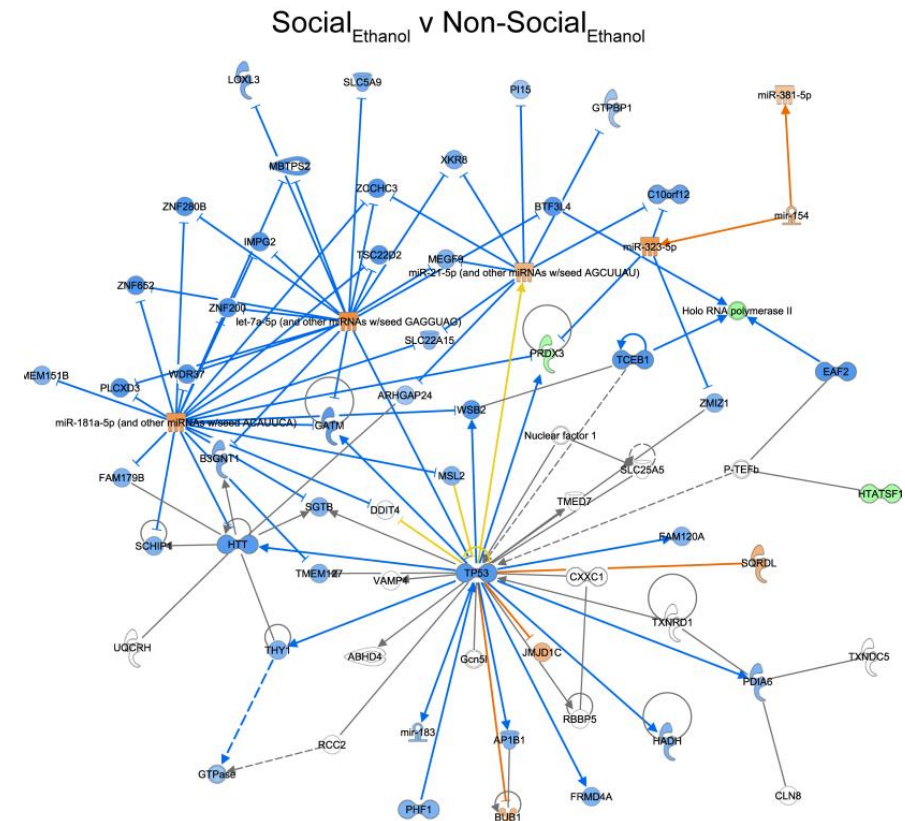 Social Ethanol v Non-Social Ethanol
LOXL3
SLC5A9
PI15
GTPBP1
miR-381-5p
MBTPS2
XKR8
ZCCHC3
C10orf12
ZNF280B
BTF3L4
mir-154
IMPG2
miR-323-5p
TSC22D2
MEGF9
miR-21-5p (and other miRNAs w/seed AGCUUAU)
ZNF652
ZNF200
Holo RNA polymerase II
let-7a-5p (and other miRNAs w/seed GAGGUAG)
SLC22A15
PRDX3
TCEB1
EAF2
MEM151B
PLCXD3
WDR37
ARHGAP24
WSB2
ZMIZ1
miR-181a-5p (and other miRNAs w/seed ACAUUCA)
GATM
Nuclear factor 1
B3GNT1
SLC25A5
P-TEFb
FAM179B
MSL2
HTATSF1
SGTB
DDIT4
TMED7
SCHIP1
HTT
FAM120A
SQRDL
TMEM127
VAMP4
TP53
CXXC1
TXNRD1
UQCRH
THY1
ABHD4
Gcn5l
JMJD1C
TXNDC5
PDIA6
RBBP5
mir-183
RCC2
AP1B1
HADH
GTPase
CLN8
PHF1
FRMD4A
BUB1